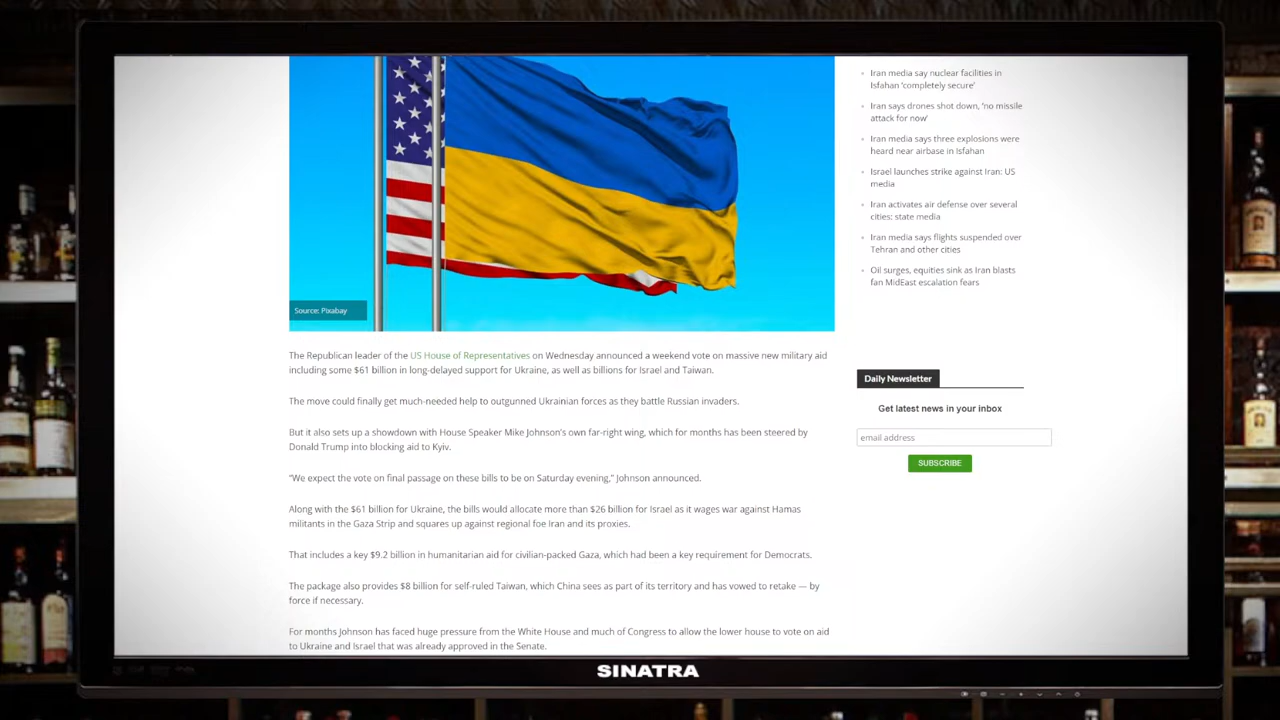 Source: Pixabay
The Republican leader of the US House of Representatives on Wednesday announced a weekend vote on massive new military aid
including some $61 billion in long-delayed support for Ukraine, as well as billions for Israel and Taiwan.
The move could finally get much-needed help to outgunned Ukrainian forces as they battle Russian invaders.
But it also sets up a showdown with House Speaker Mike Johnson's own far-right wing, which for months has been steered by
Donald Trump into blocking aid to Kyiv.
“We expect the vote on final passage on these bills to be on Saturday evening,” Johnson announced.
Along with the $61 billion for Ukraine, the bills would allocate more than $26 billion for Israel as it wages war against Hamas
militants in the Gaza Strip and squares up against regional foe Iran and its proxies.
That includes a key $9.2 billion in humanitarian aid for civilian-packed Gaza, which had been a key requirement for Democrats.
The package also provides $8 billion for self-ruled Taiwan, which China sees as part of its territory and has vowed to retake — by
force if necessary.
For months Johnson has faced huge pressure from the White House and much of Congress to allow the lower house to vote on aid
to Ukraine and Israel that was already approved in the Senate.
Iran media say nuclear facilities in
Isfahan ‘completely secure’
Iran says drones shot down, ‘no missile
attack for now’
Iran media says three explosions were
heard near airbase in Isfahan
Israel launches strike against Iran: US
media
Iran activates air defense over several
cities: state media
Iran media says flights suspended over
Tehran and other cities
Oil surges, equities sink as Iran blasts
fan MidEast escalation fears
Daily Newsletter
Get latest news in your inbox
email address
SUBSCRIBE
SINATRA